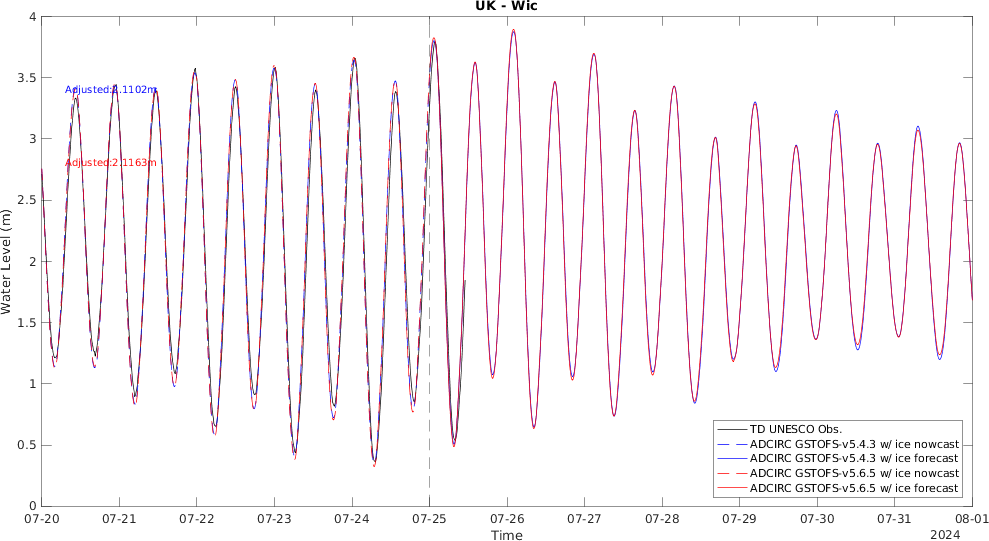 UK - Wic
4
3.5
3
2.5
2
1.5
1
0.5
0
Water Level (m)
Adjusted:2.1102m
Adjusted:2.1163m
TD UNESCO Obs.
ADCIRC GSTOFS-v5.4.3 w/ ice nowcast
ADCIRC GSTOFS-v5.4.3 w/ ice forecast
ADCIRC GSTOFS-v5.6.5 w/ ice nowcast
ADCIRC GSTOFS-v5.6.5 w/ ice forecast
07-20 07-21 07-22 07-23 07-24 07-25 07-26 07-27 07-28 07-29 07-30 07-31 08-01
Time
2024